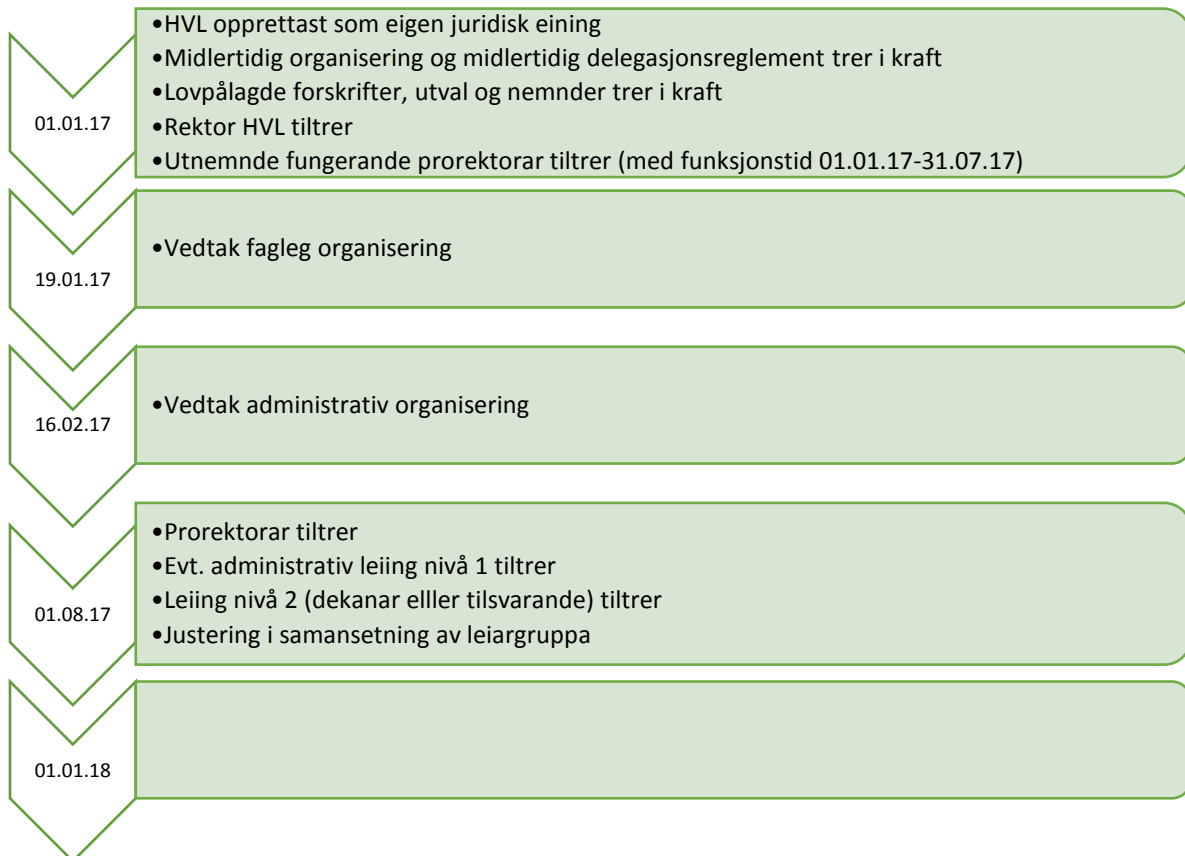 01.01.17
•HVL opprettast som eigen juridisk eining
•Midlertidig organisering og midlertidig delegasjonsreglement trer i kraft
•Lovpålagde forskrifter, utval og nemnder trer i kraft
•Rektor HVL tiltrer
•Utnemnde fungerande prorektorar tiltrer (med funksjonstid 01.01.17-31.07.17)
19.01.17
•Vedtak fagleg organisering
16.02.17
•Vedtak administrativ organisering
01.08.17
•Prorektorar tiltrer
•Evt. administrativ leiing nivå 1 tiltrer
•Leiing nivå 2 (dekanar elller tilsvarande) tiltrer
•Justering i samansetning av leiargruppa
01.01.18